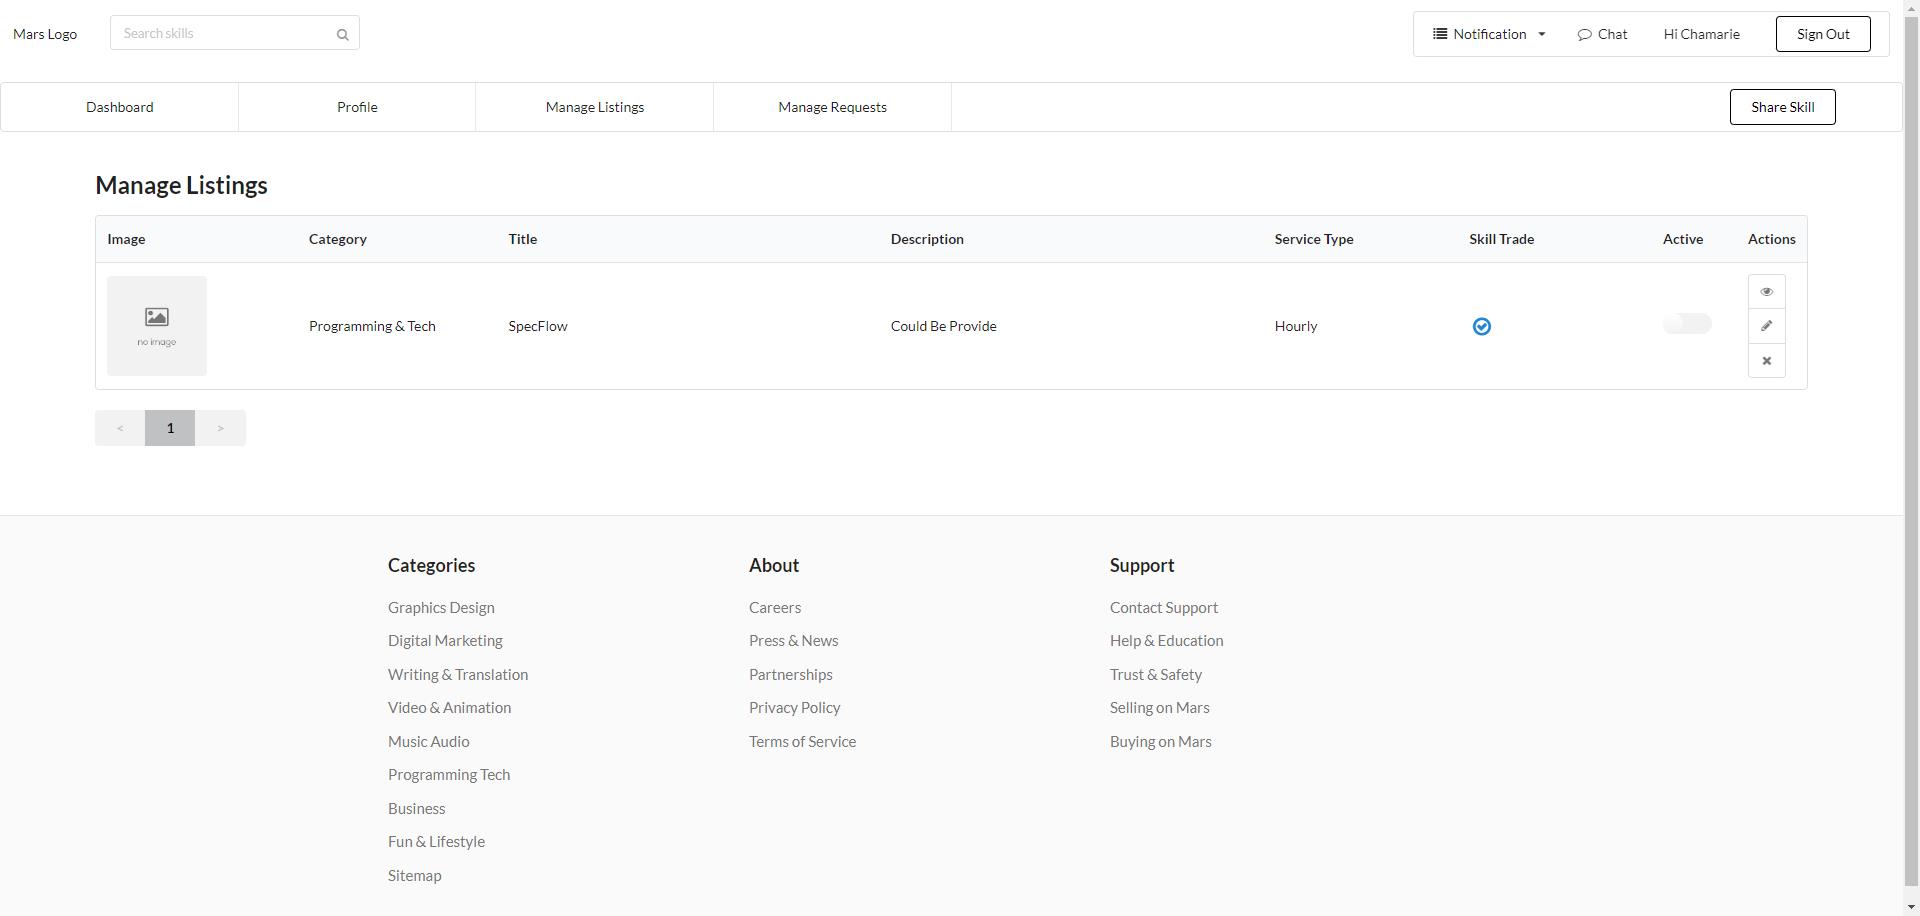 Mars Logo
Search skills
Notification
Chat
Hi Chamarie
Sign Out
Dashboard
Profile
Manage Listings
Manage Requests
Share Skill
Manage Listings
Image Category Title Description Service Type Skill Trade Active Actions
no image
Programming & Tech SpecFlow Could Be Provide Hourly
< 1 >
Categories
Graphics Design
Digital Marketing
Writing & Translation
Video & Animation
Music Audio
Programming Tech
Business
Fun & Lifestyle
Sitemap
About
Careers
Press & News
Partnerships
Privacy Policy
Terms of Service
Support
Contact Support
Help & Education
Trust & Safety
Selling on Mars
Buying on Mars